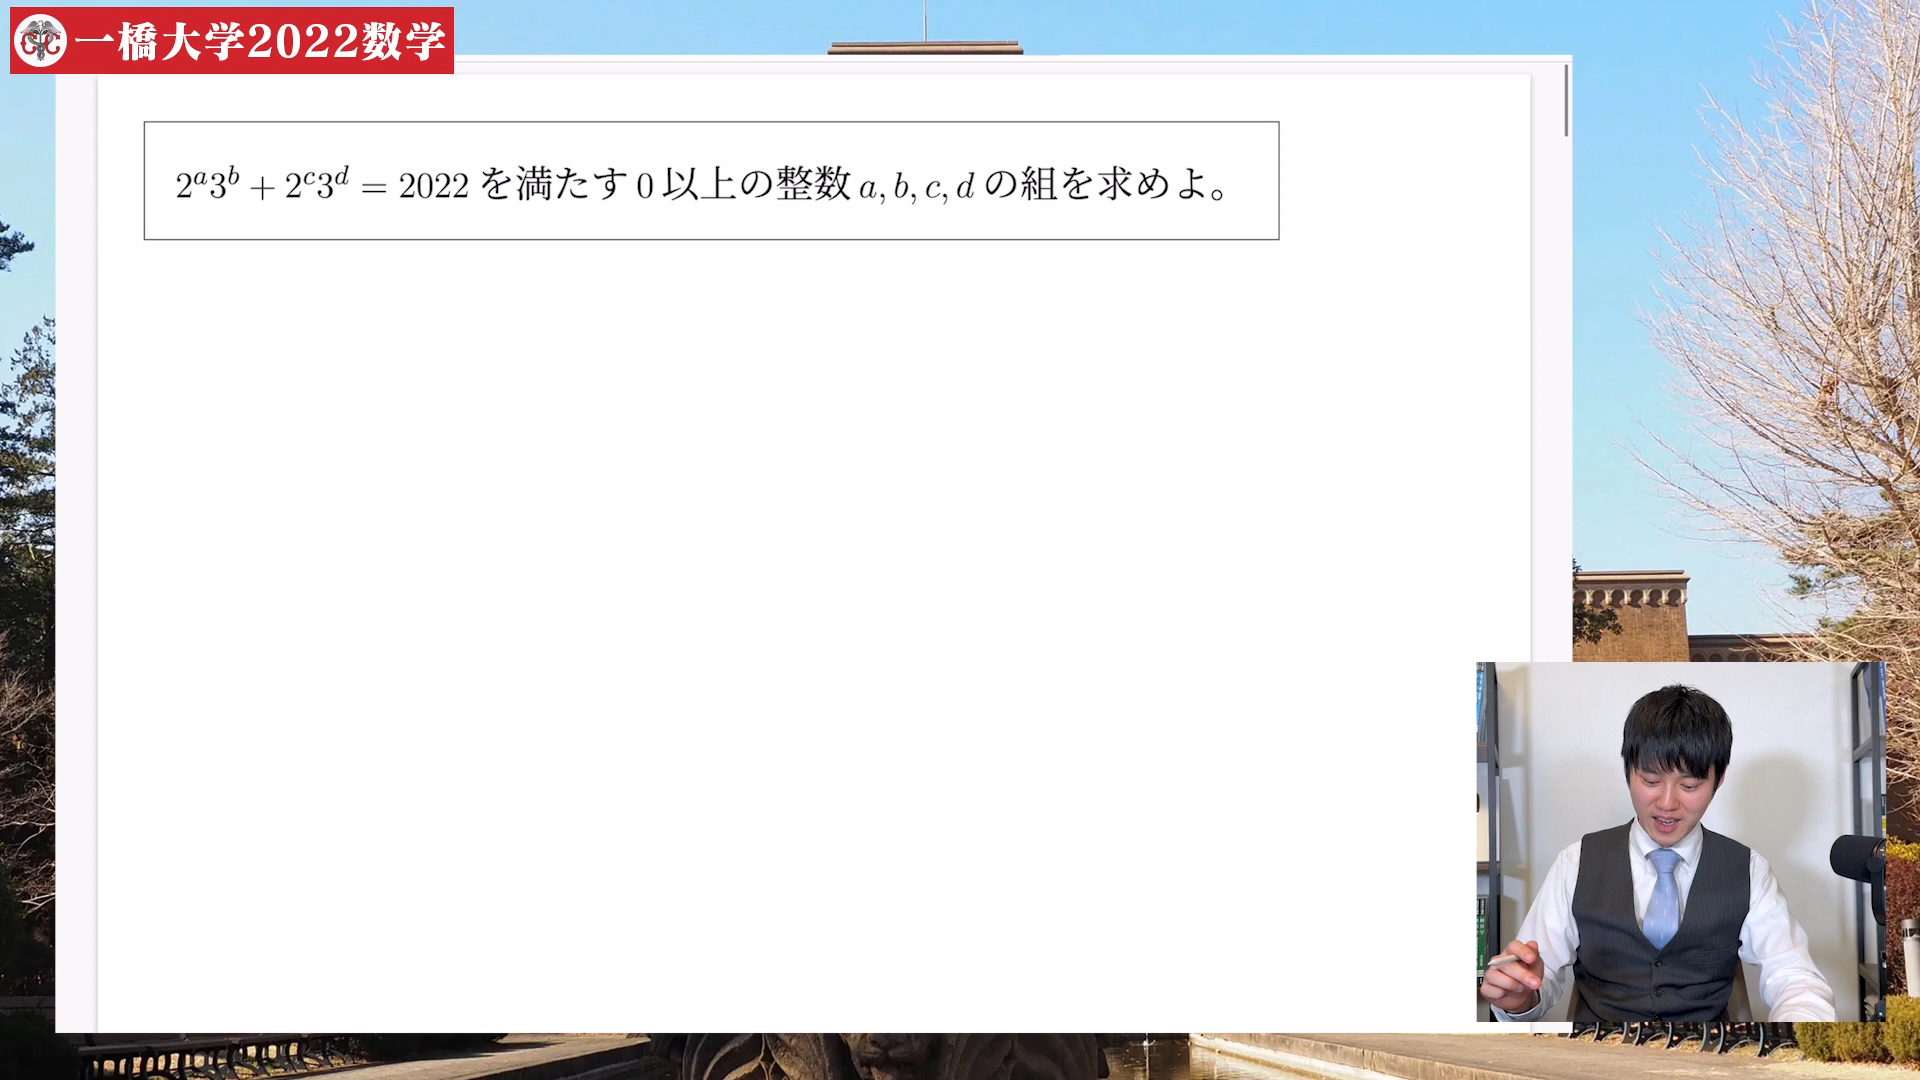 一橋大学2022数学
$2^a3^b + 2^c3^d = 2022$ を満たす 0 以上の整数 $a, b, c, d$ の組を求めよ。